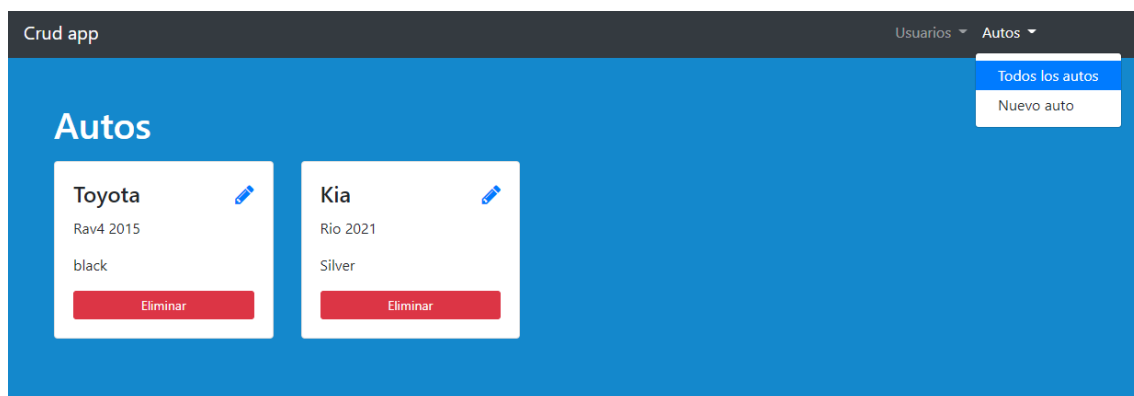 Crud app
Usuarios Autos
Todos los autos
Nuevo auto
Autos
Toyota
Rav4 2015
black
Eliminar
Kia
Rio 2021
Silver
Eliminar